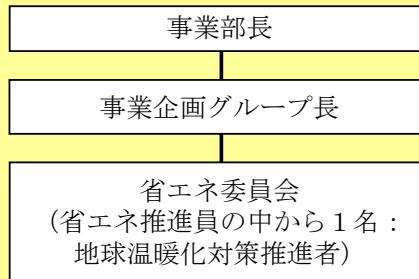 事業部長
事業企画グループ長
省エネ委員会
(省エネ推進員の中から１名：
地球温暖化対策推進者)